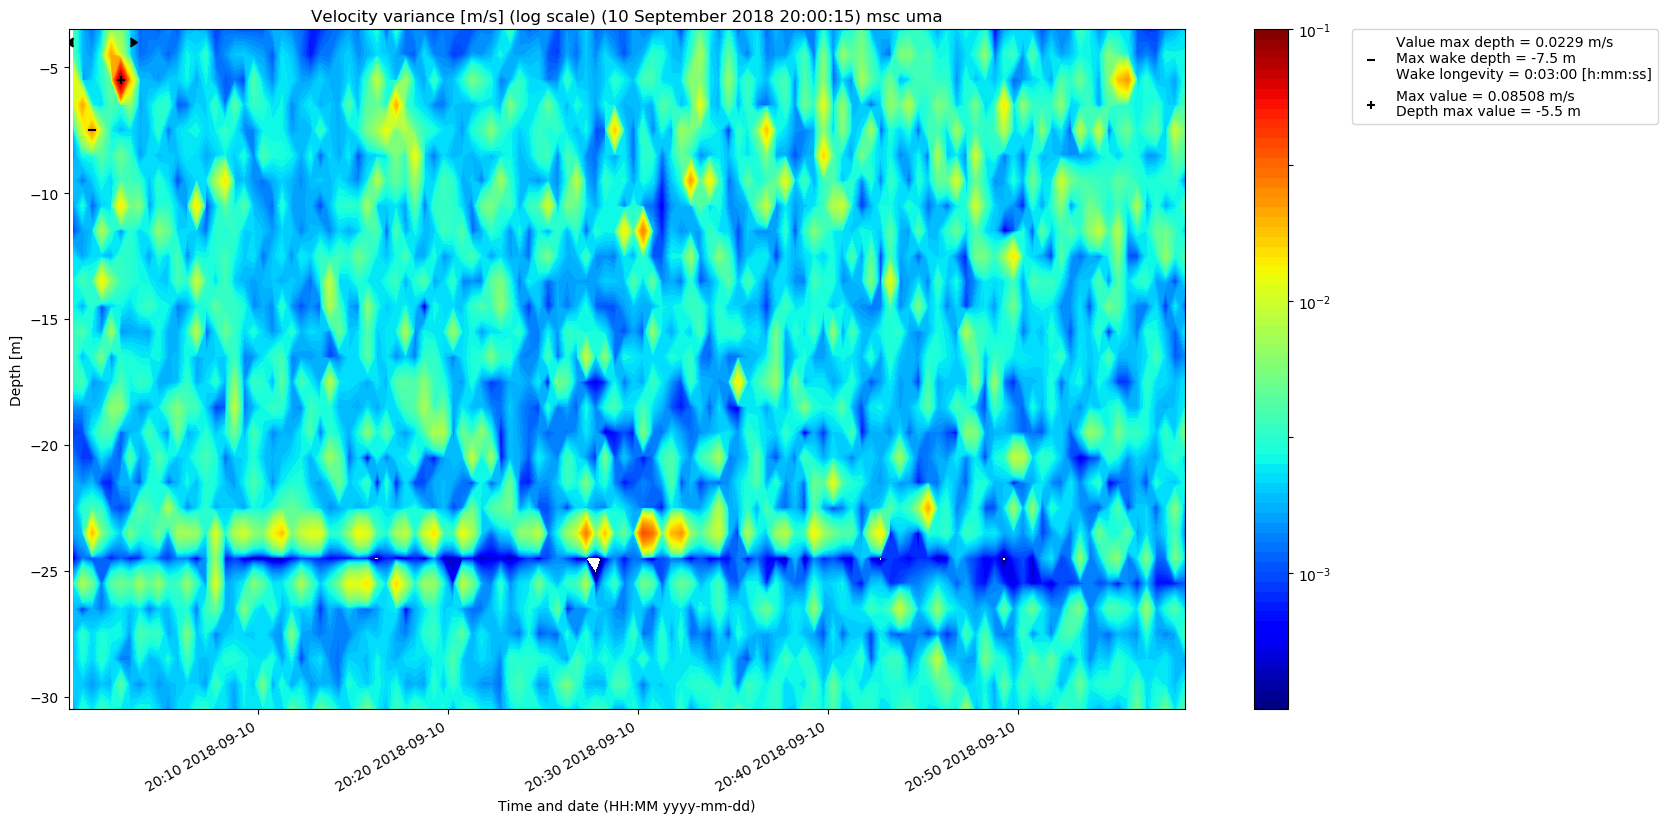 Velocity variance [m/s] (log scale) (10 September 2018 20:00:15) msc uma
Depth [m]
−5
−10
−15
−20
−25
−30
20:10 2018-09-10
20:20 2018-09-10
20:30 2018-09-10
20:40 2018-09-10
20:50 2018-09-10
Time and date (HH:MM yyyy-mm-dd)
10⁻¹
10⁻²
10⁻³
Value max depth = 0.0229 m/s
Max wake depth = -7.5 m
Wake longevity = 0:03:00 [h:mm:ss]
Max value = 0.08508 m/s
Depth max value = -5.5 m